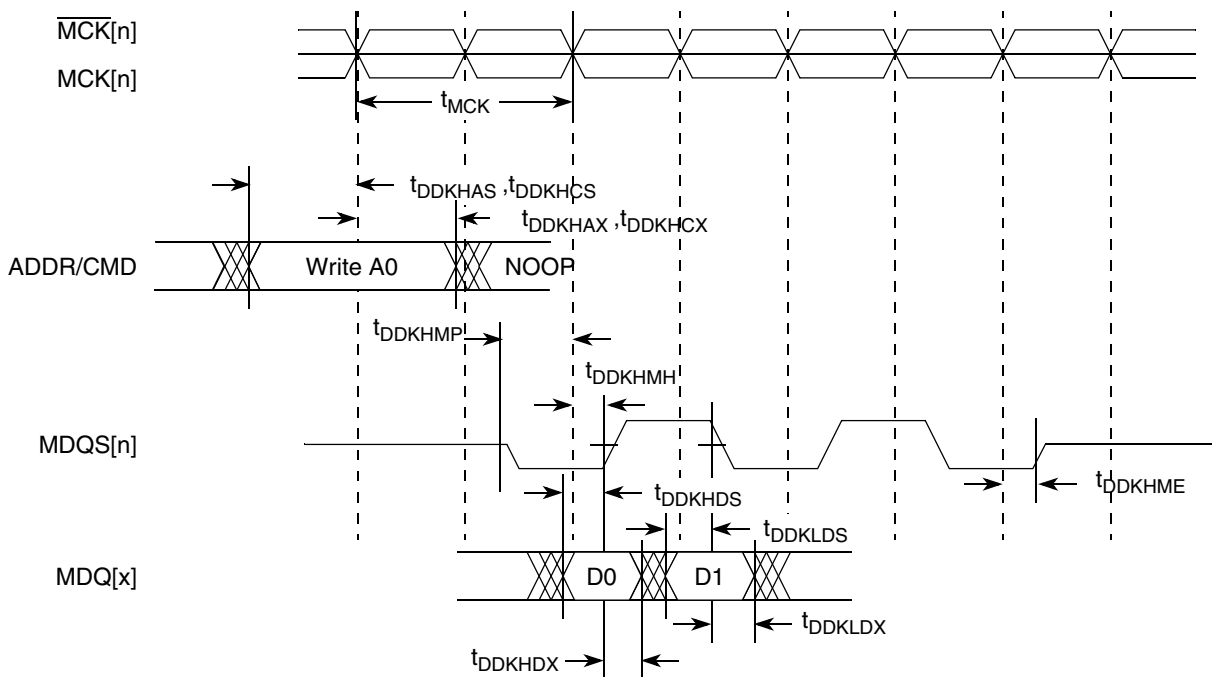 MCK[n]
MCK[n]
tMCK
tDDKHAS ,tDDKHCS
tDDKHAX ,tDDKHCX
ADDR/CMD
Write A0
NOOP
tDDKHMP
tDDKHMH
MDQS[n]
tDDKHME
tDDKHDS
tDDKLDS
MDQ[x]
D0
D1
tDDKLDX
tDDKHDX